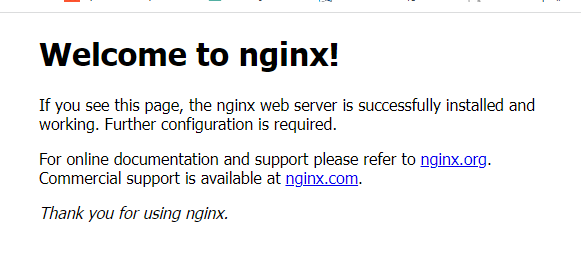 Welcome to nginx!
If you see this page, the nginx web server is successfully installed and
working. Further configuration is required.
For online documentation and support please refer to nginx.org.
Commercial support is available at nginx.com.
Thank you for using nginx.